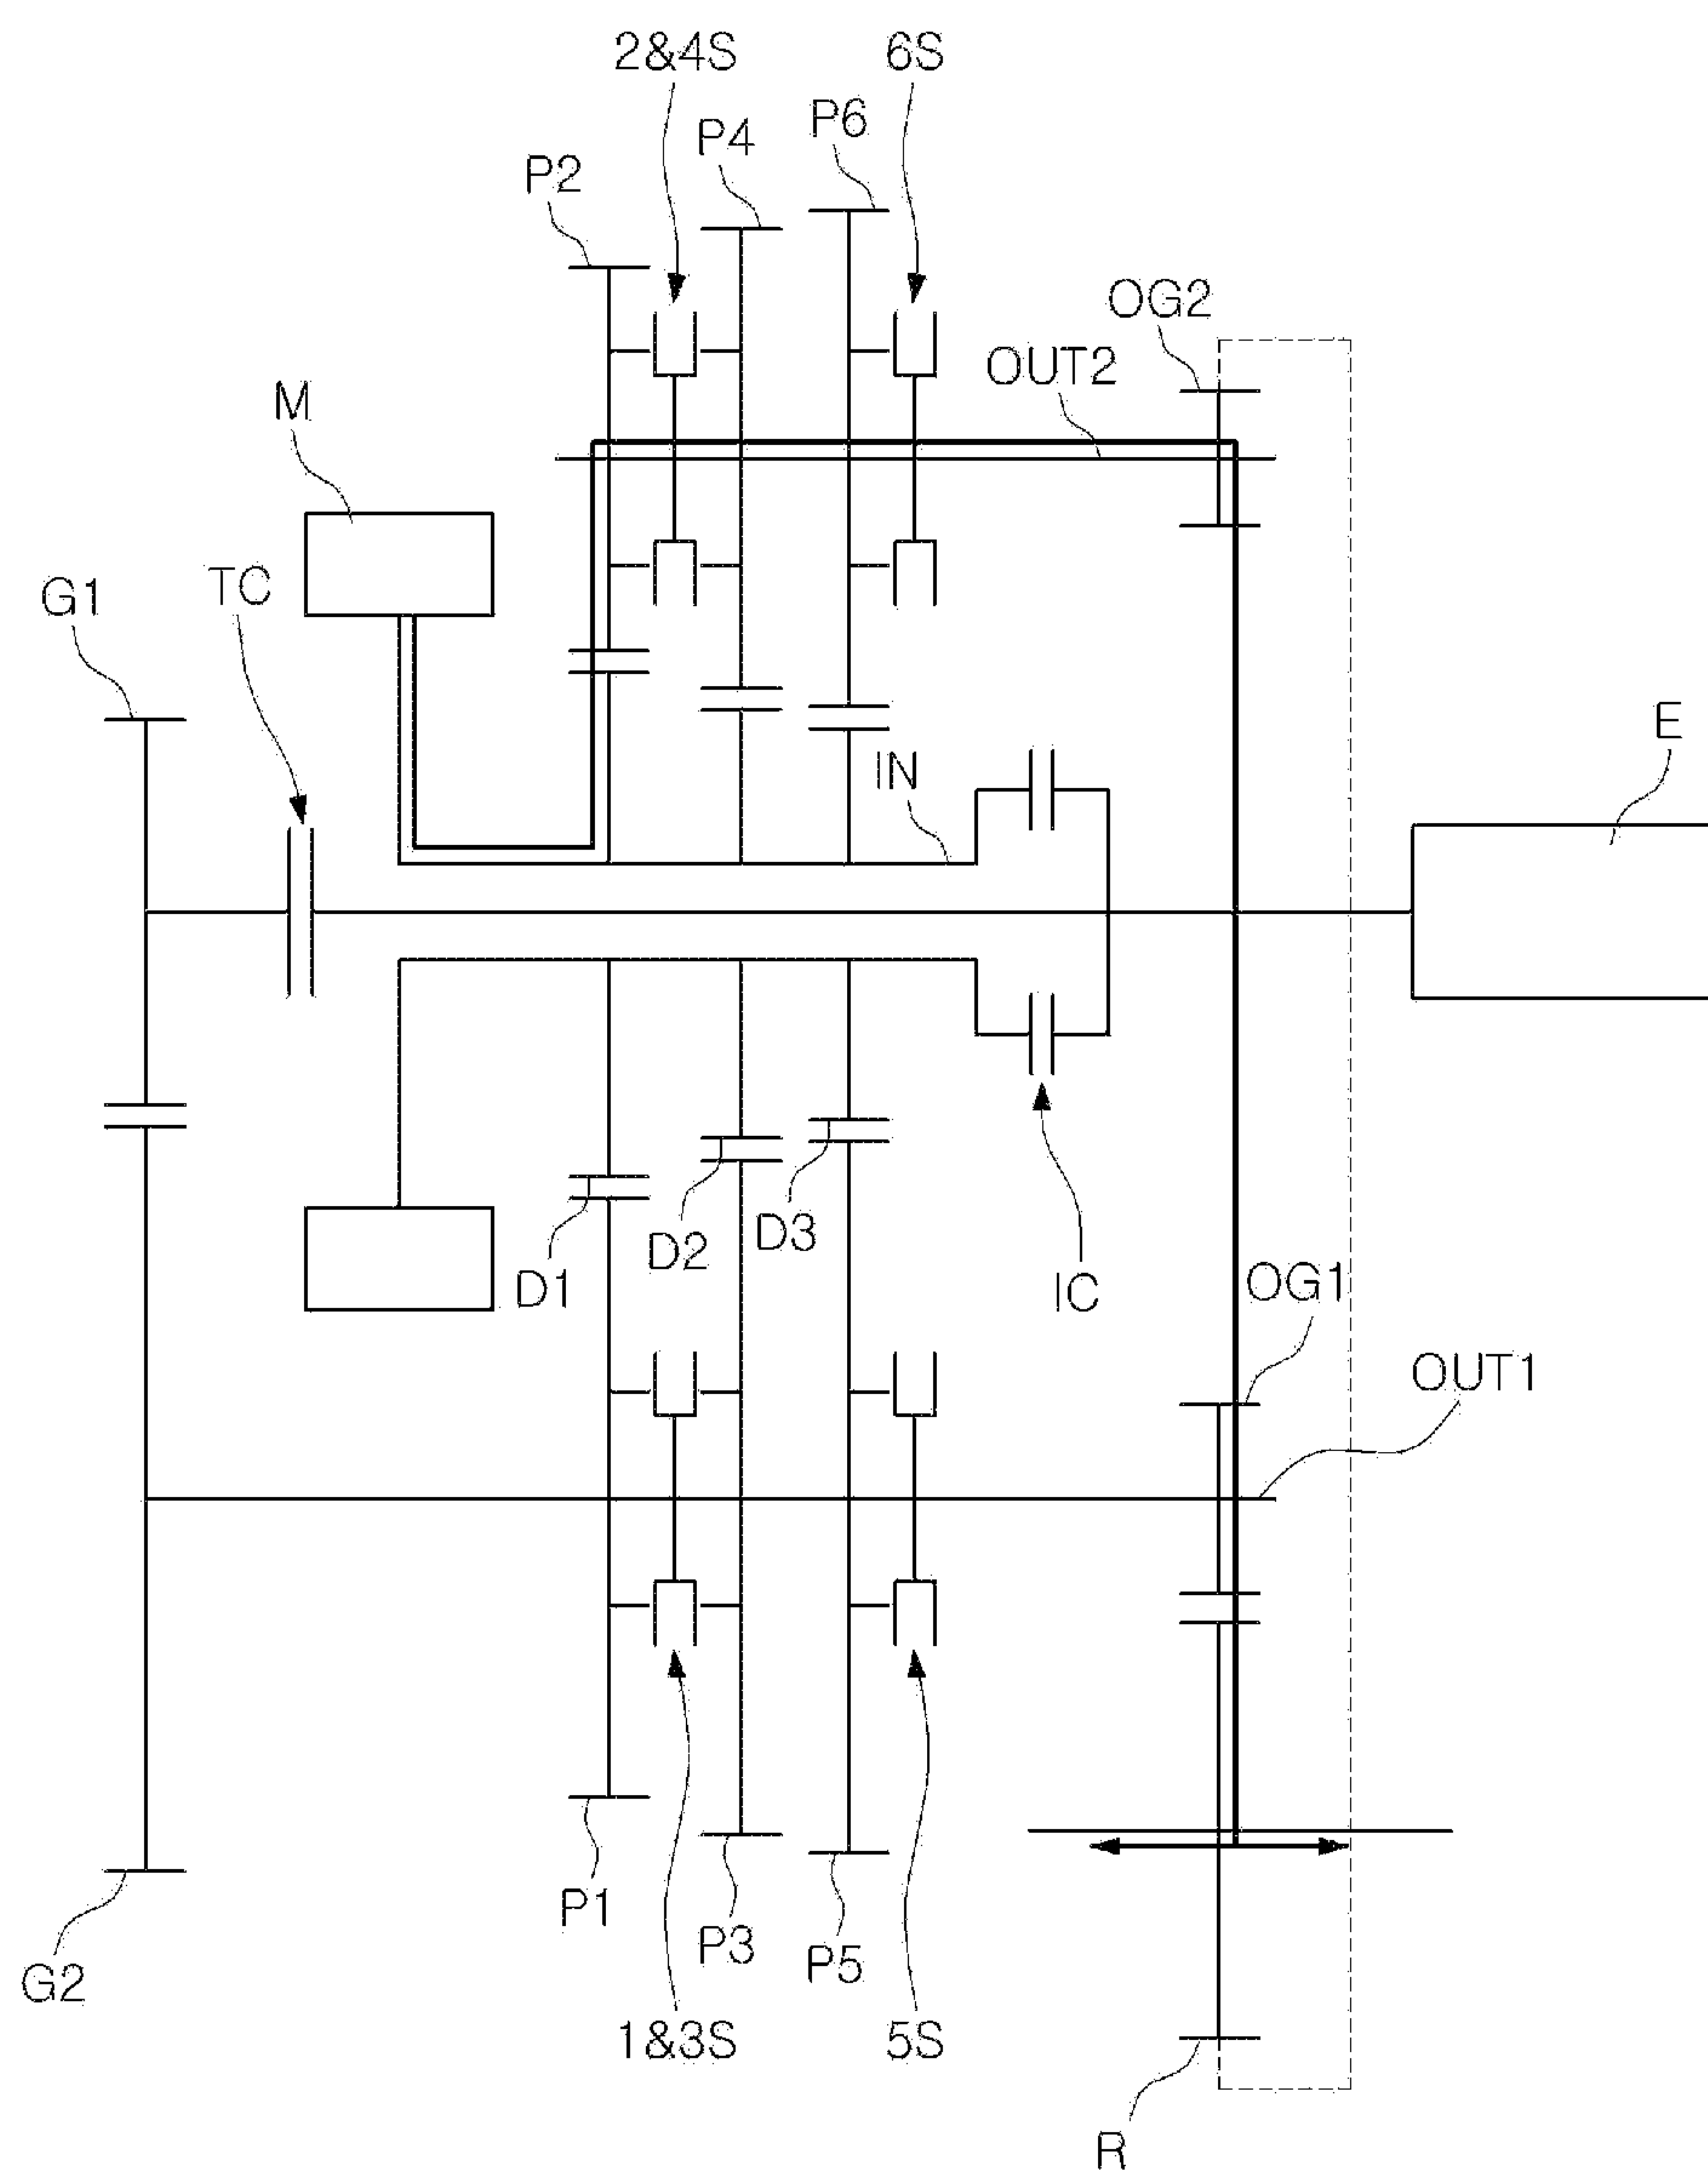 2&4S
6S
P6
P4
P2
OG2
OUT2
M
TC
G1
E
IN
D3
D2
D1
IC
OG1
OUT1
P1
P3
P5
G2
1&3S
5S
R